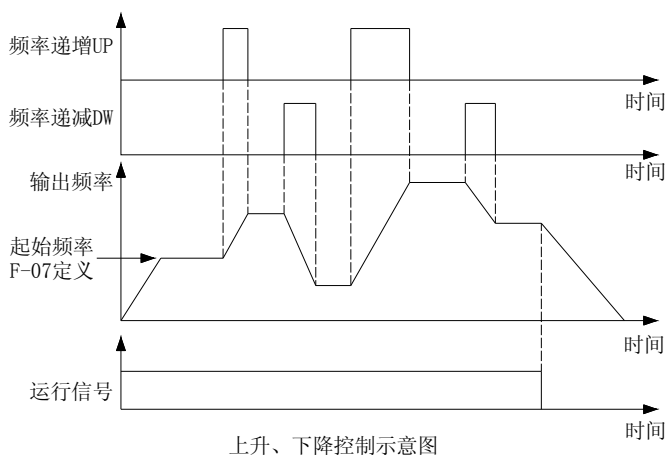 频率递增UP
时间
频率递减DW
时间
输出频率
起始频率
F-07定义
时间
运行信号
时间
上升、下降控制示意图